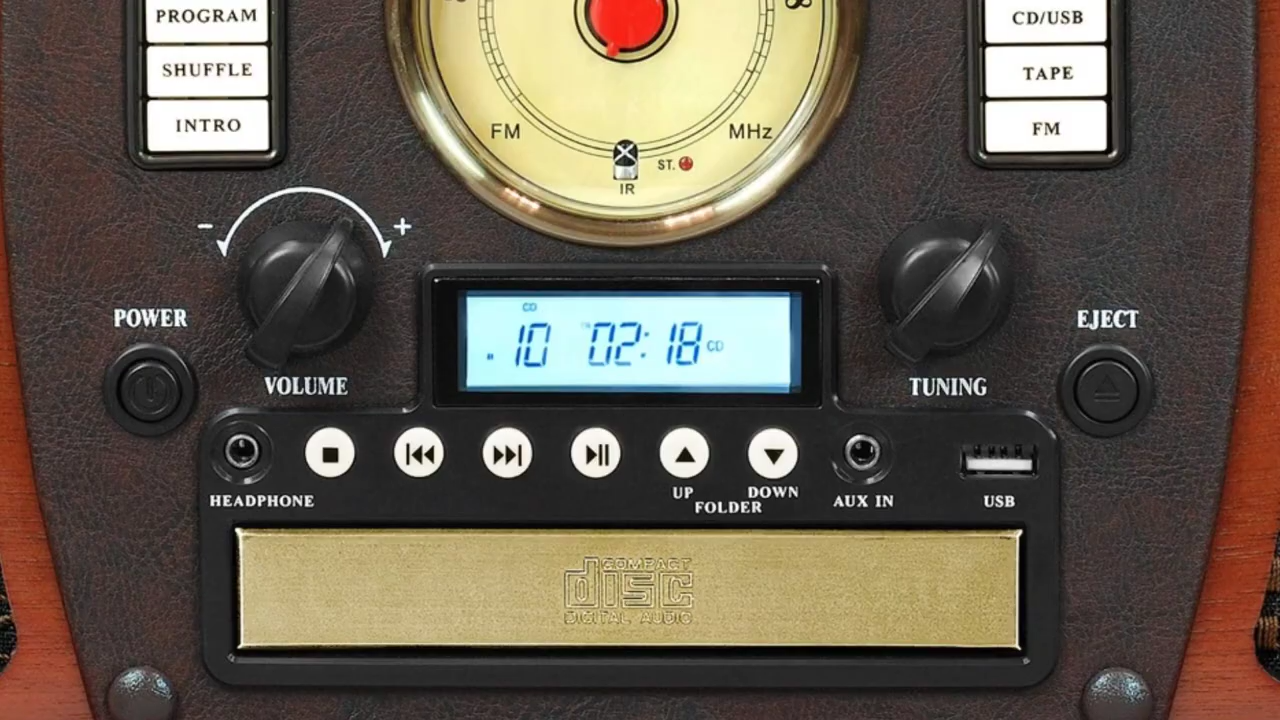 PROGRAM
SHUFFLE
INTRO
CD/USB
TAPE
FM
FM
MHz
ST.
IR
- +
POWER
VOLUME
CD
10 02:18 CD
TUNING
EJECT
HEADPHONE
UP
DOWN
FOLDER
AUX IN
USB
COMPACT
disc
DIGITAL AUDIO